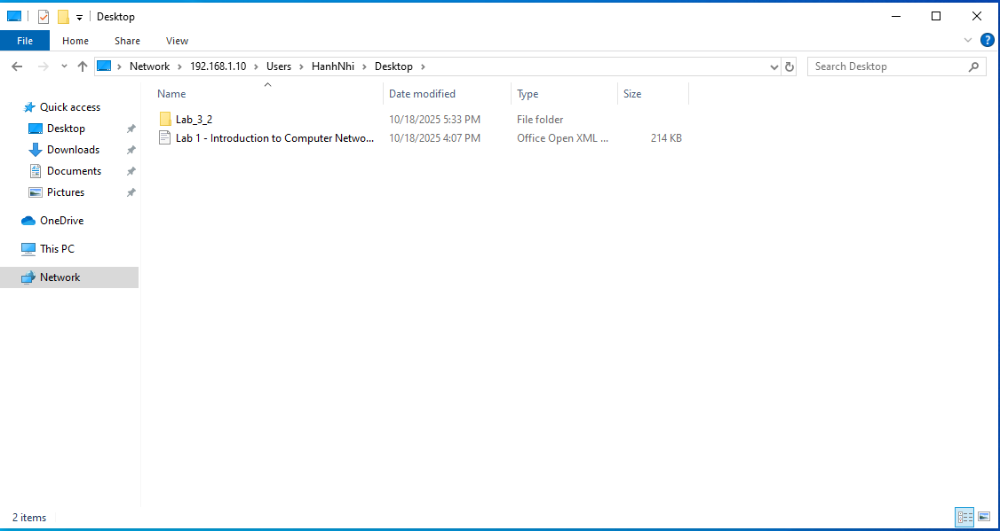 Desktop
File Home Share View
Network 192.168.1.10 Users HanhNhi Desktop
Search Desktop
Name Date modified Type Size
Quick access
Desktop
Downloads
Documents
Pictures
OneDrive
This PC
Network
Lab_3_2 10/18/2025 5:33 PM File folder
Lab 1 - Introduction to Computer Netwo... 10/18/2025 4:07 PM Office Open XML ... 214 KB
2 items